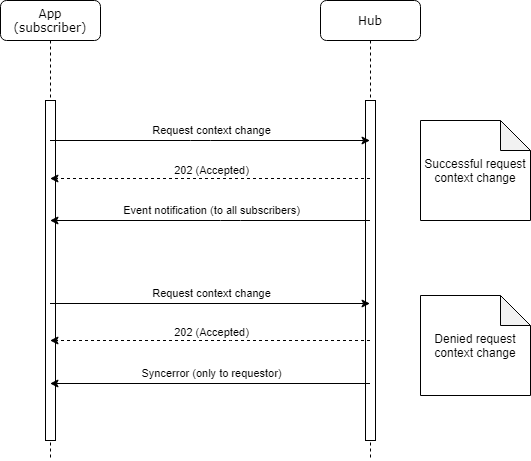 App
(subscriber)
Hub
Request context change
202 (Accepted)
Event notification (to all subscribers)
Successful request
context change
Request context change
202 (Accepted)
Syncerror (only to requestor)
Denied request
context change